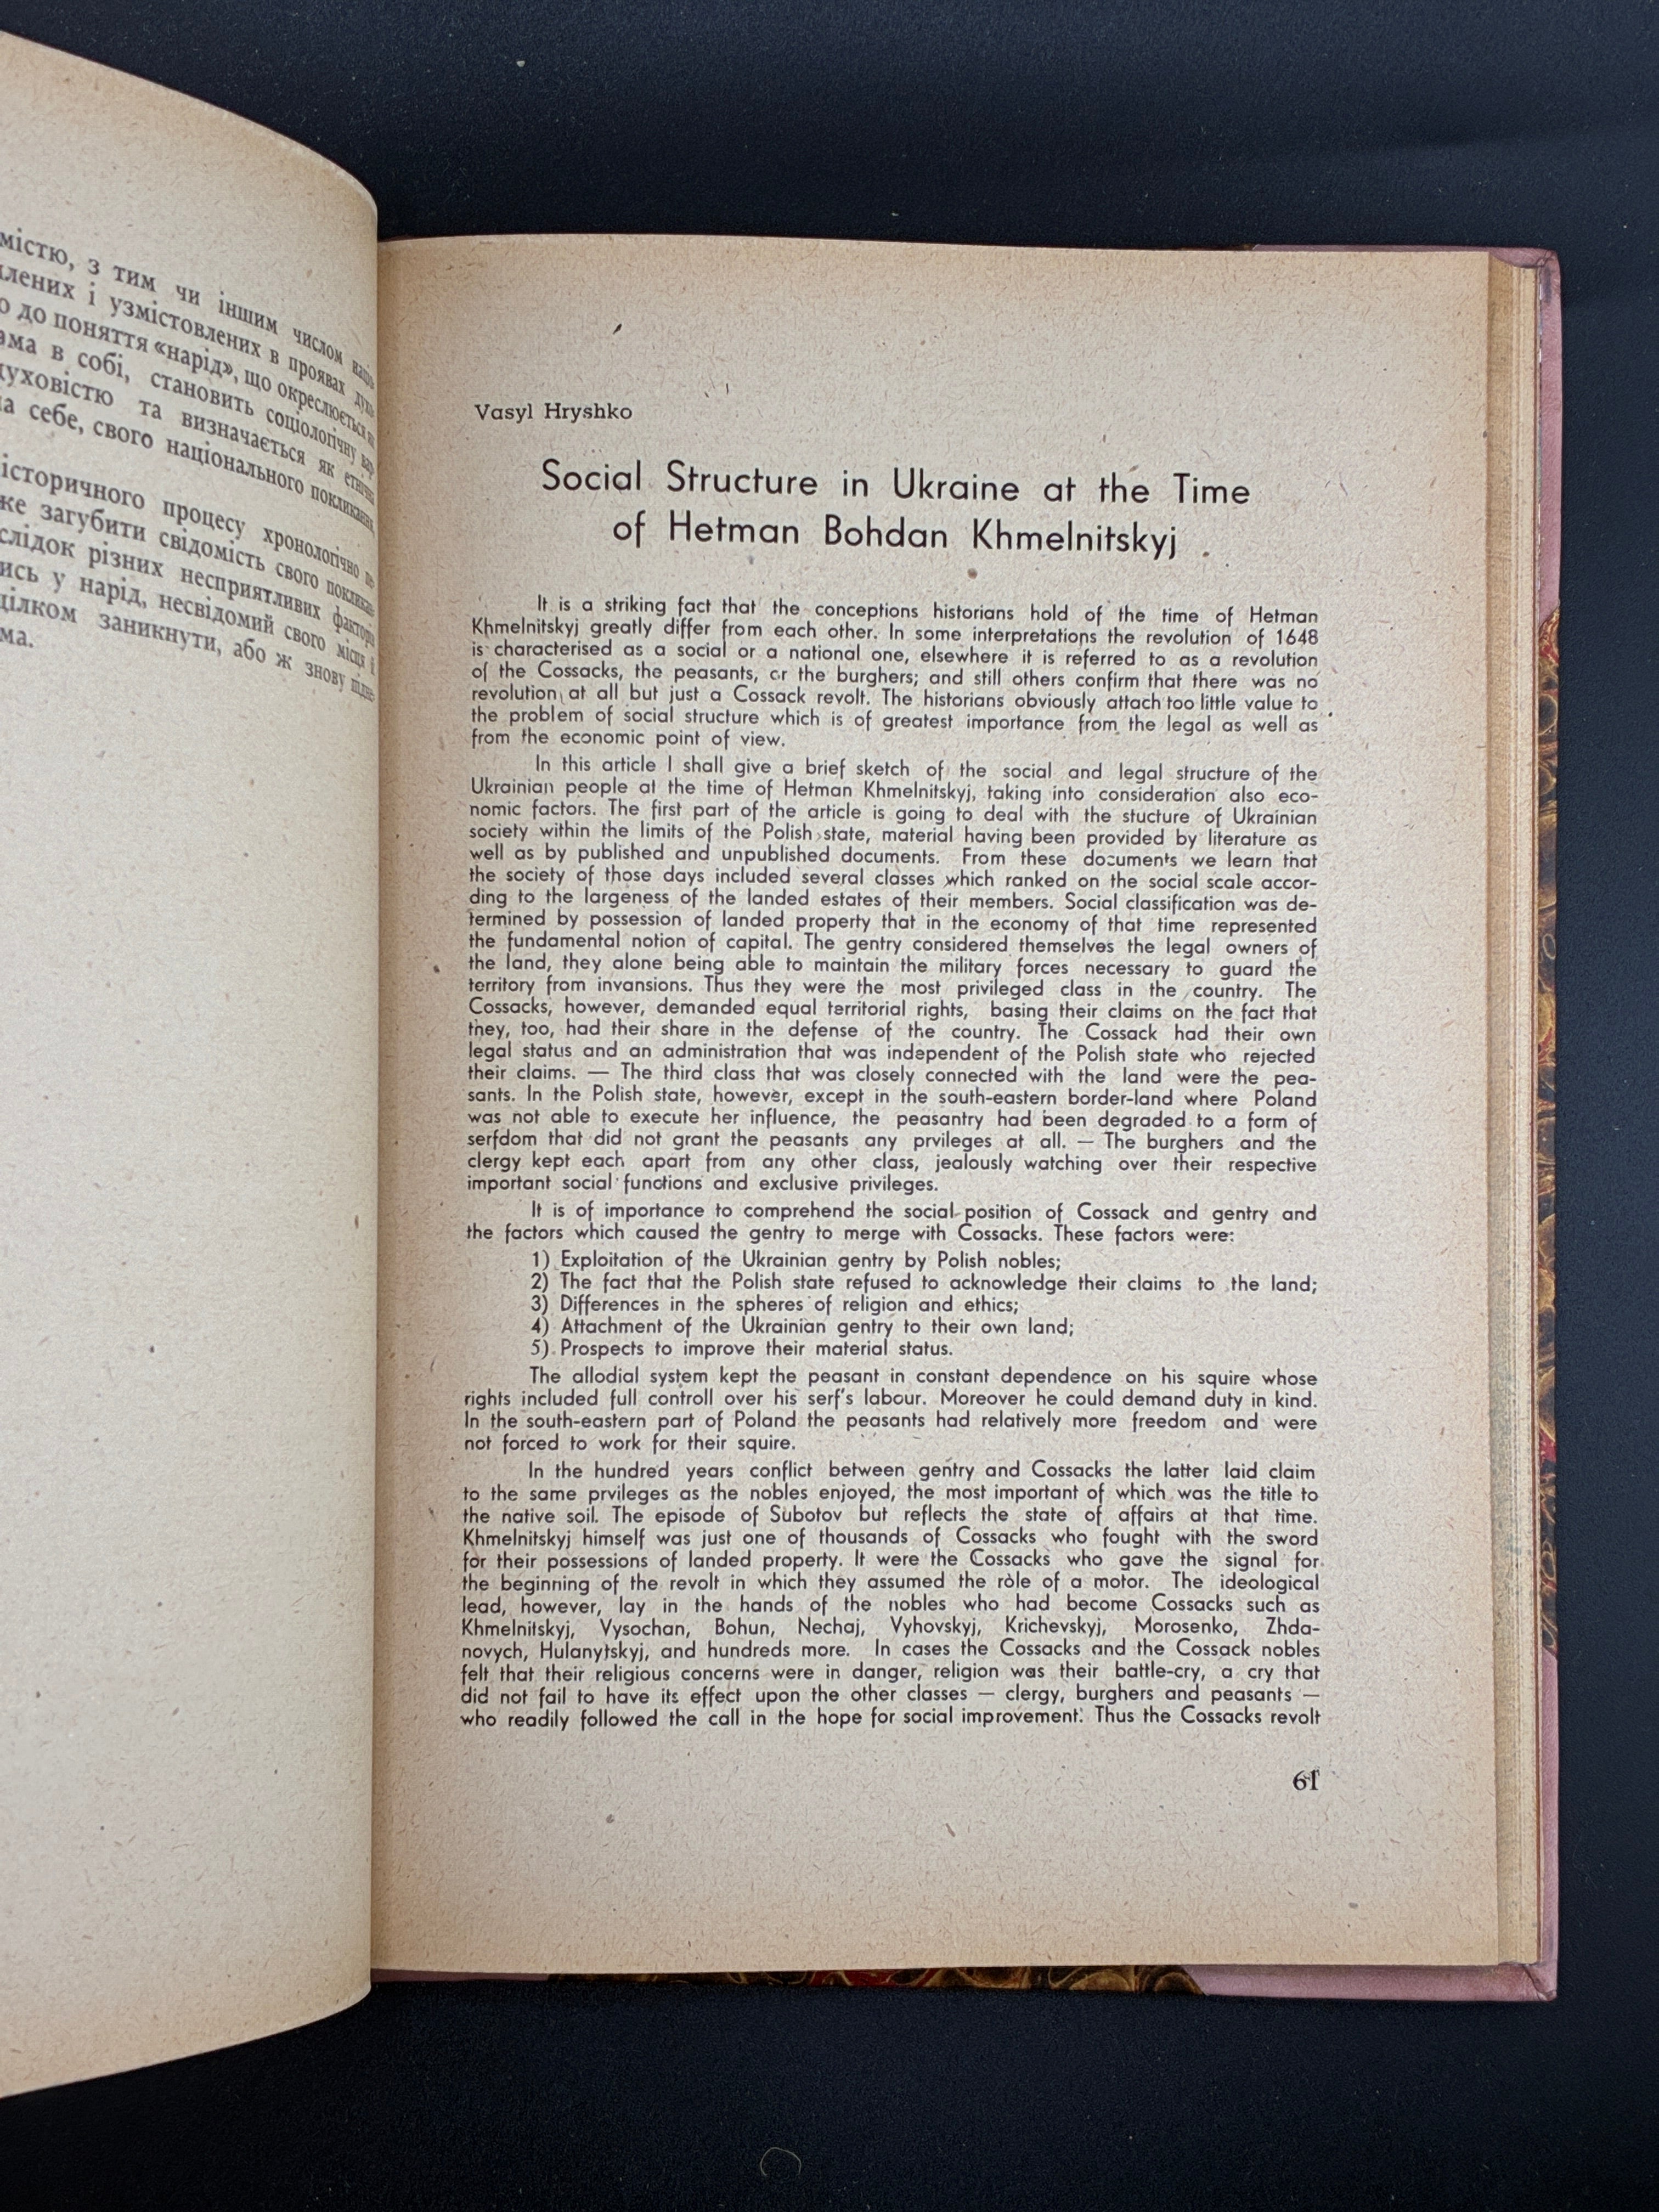 містю, з тим чи іншим числом
лених і узмістовлених в проявах
о до поняття «нарід», що окреслюється
ама в собі, становить соціологічну
уховістю та визначається як
на себе, свого національного покликання,
історичного процесу хронологічно
же загубити свідомість свого
слідок різних несприятливих факторів
ись у нарід, несвідомий свого місця і
цілком заникнути, або ж знову
ма.
Vasyl Hryshko
Social Structure in Ukraine at the Time
of Hetman Bohdan Khmelnitskyj
It is a striking fact that the conceptions historians hold of the time of Hetman
Khmelnitskyj greatly differ from each other. In some interpretations the revolution of 1648
is characterised as a social or a national one, elsewhere it is referred to as a revolution
of the Cossacks, the peasants, or the burghers; and still others confirm that there was no
revolution at all but just a Cossack revolt. The historians obviously attach too little value to
the problem of social structure which is of greatest importance from the legal as well as
from the economic point of view.
In this article I shall give a brief sketch of the social and legal structure of the
Ukrainian people at the time of Hetman Khmelnitskyj, taking into consideration also eco-
nomic factors. The first part of the article is going to deal with the stucture of Ukrainian
society within the limits of the Polish state, material having been provided by literature as
well as by published and unpublished documents. From these documents we learn that
the society of those days included several classes which ranked on the social scale accor-
ding to the largeness of the landed estates of their members. Social classification was de-
termined by possession of landed property that in the economy of that time represented
the fundamental notion of capital. The gentry considered themselves the legal owners of
the land, they alone being able to maintain the military forces necessary to guard the
territory from invansions. Thus they were the most privileged class in the country. The
Cossacks, however, demanded equal territorial rights, basing their claims on the fact that
they, too, had their share in the defense of the country. The Cossack had their own
legal status and an administration that was independent of the Polish state who rejected
their claims. — The third class that was closely connected with the land were the pea-
sants. In the Polish state, however, except in the south-eastern border-land where Poland
was not able to execute her influence, the peasantry had been degraded to a form of
serfdom that did not grant the peasants any prvileges at all. — The burghers and the
clergy kept each apart from any other class, jealously watching over their respective
important social functions and exclusive privileges.
It is of importance to comprehend the social position of Cossack and gentry and
the factors which caused the gentry to merge with Cossacks. These factors were:
1) Exploitation of the Ukrainian gentry by Polish nobles;
2) The fact that the Polish state refused to acknowledge their claims to the land;
3) Differences in the spheres of religion and ethics;
4) Attachment of the Ukrainian gentry to their own land;
5) Prospects to improve their material status.
The allodial system kept the peasant in constant dependence on his squire whose
rights included full controll over his serf's labour. Moreover he could demand duty in kind.
In the south-eastern part of Poland the peasants had relatively more freedom and were
not forced to work for their squire.
In the hundred years conflict between gentry and Cossacks the latter laid claim
to the same prvileges as the nobles enjoyed, the most important of which was the title to
the native soil. The episode of Subotov but reflects the state of affairs at that time.
Khmelnitskyj himself was just one of thousands of Cossacks who fought with the sword
for their possessions of landed property. It were the Cossacks who gave the signal for
the beginning of the revolt in which they assumed the ròle of a motor. The ideological
lead, however, lay in the hands of the nobles who had become Cossacks such as
Khmelnitskyj, Vysochan, Bohun, Nechaj, Vyhovskyj, Krichevskyj, Morosenko, Zhda-
novych, Hulanytskyj, and hundreds more. In cases the Cossacks and the Cossack nobles
felt that their religious concerns were in danger, religion was their battle-cry, a cry that
did not fail to have its effect upon the other classes — clergy, burghers and peasants —
who readily followed the call in the hope for social improvement. Thus the Cossacks revolt
61